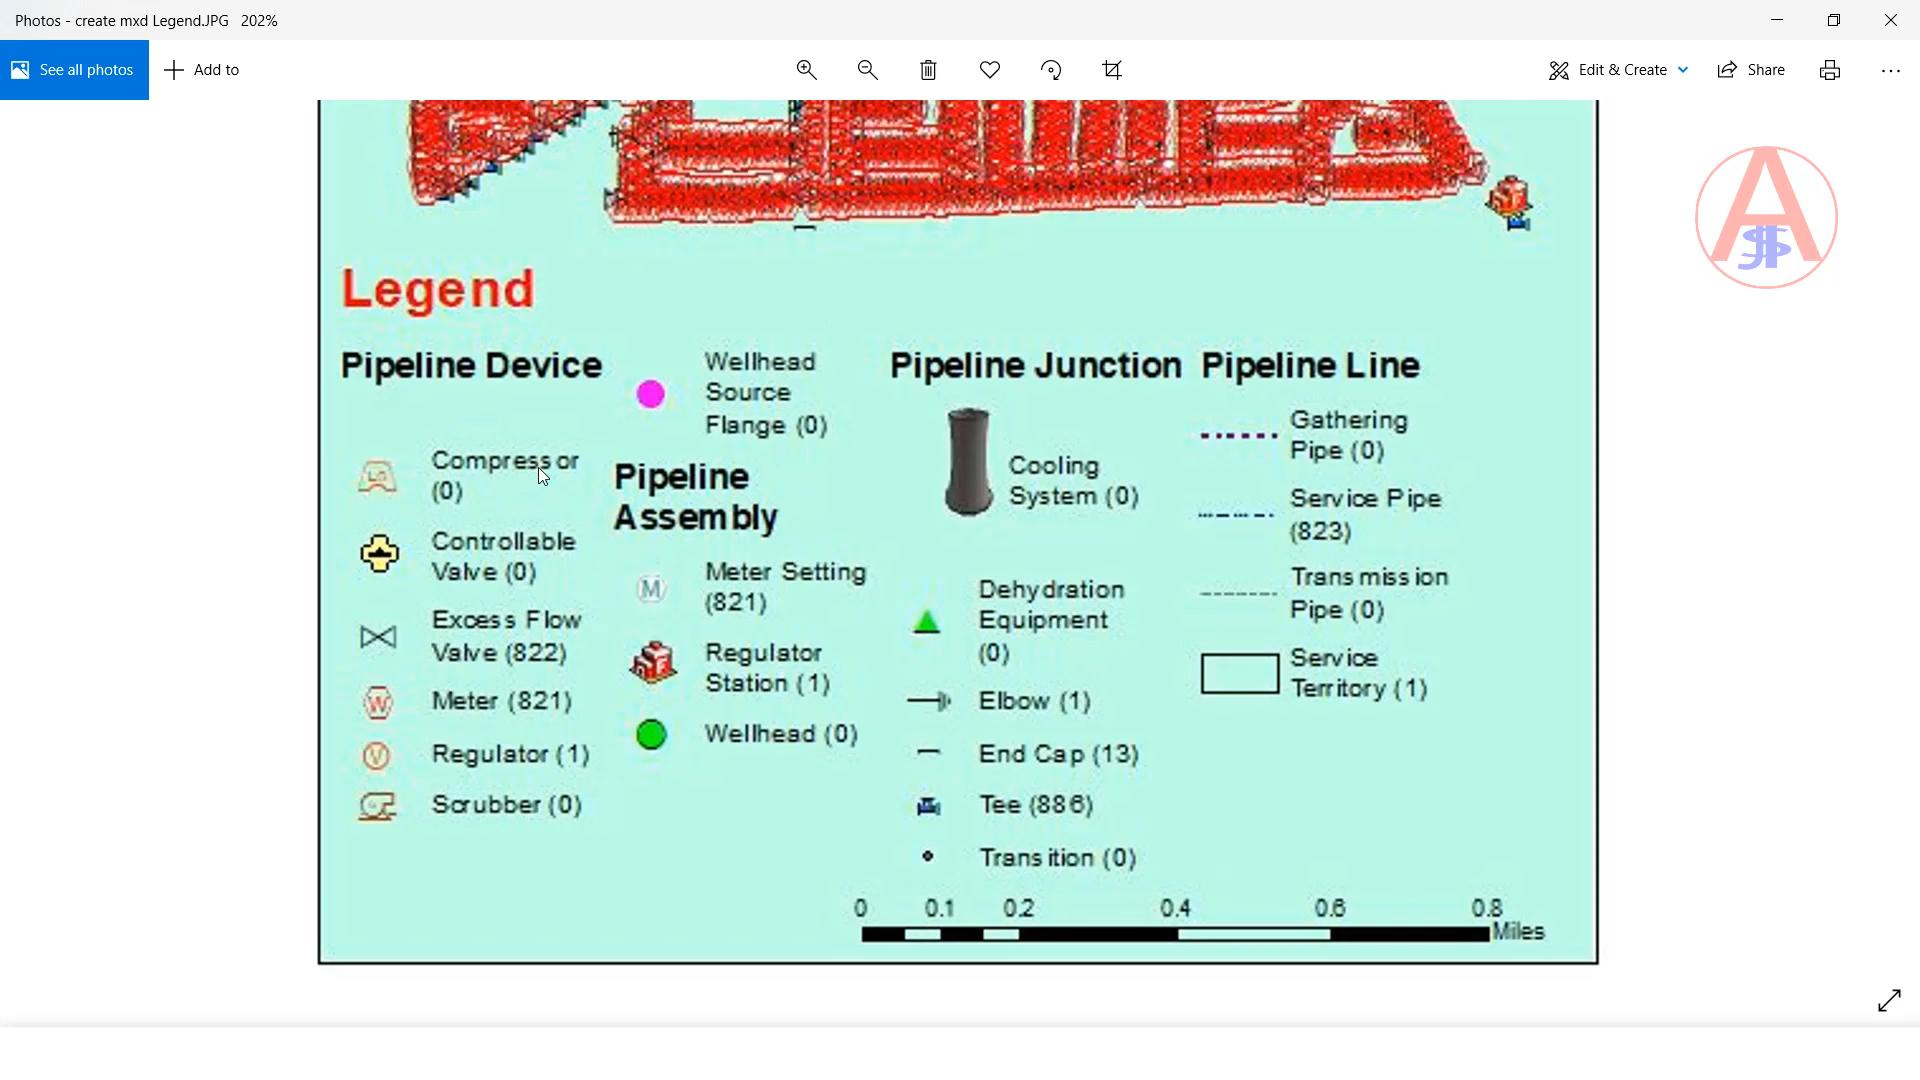 Photos - create mxd Legend.JPG   202%
See all photos
Add to
Edit & Create
Share
Legend
Pipeline Device
Compressor
(0)
Controllable
Valve (0)
Excess Flow
Valve (822)
W
Meter (821)
V
Regulator (1)
Scrubber (0)
Wellhead
Source
Flange (0)
Pipeline
Assembly
M
Meter Setting
(821)
Regulator
Station (1)
Wellhead (0)
Pipeline Junction
Cooling
System (0)
Dehydration
Equipment
(0)
Elbow (1)
End Cap (13)
Tee (886)
Transition (0)
Pipeline Line
Gathering
Pipe (0)
Service Pipe
(823)
Transmission
Pipe (0)
Service
Territory (1)
0 0.1 0.2 0.4 0.6 0.8
Miles